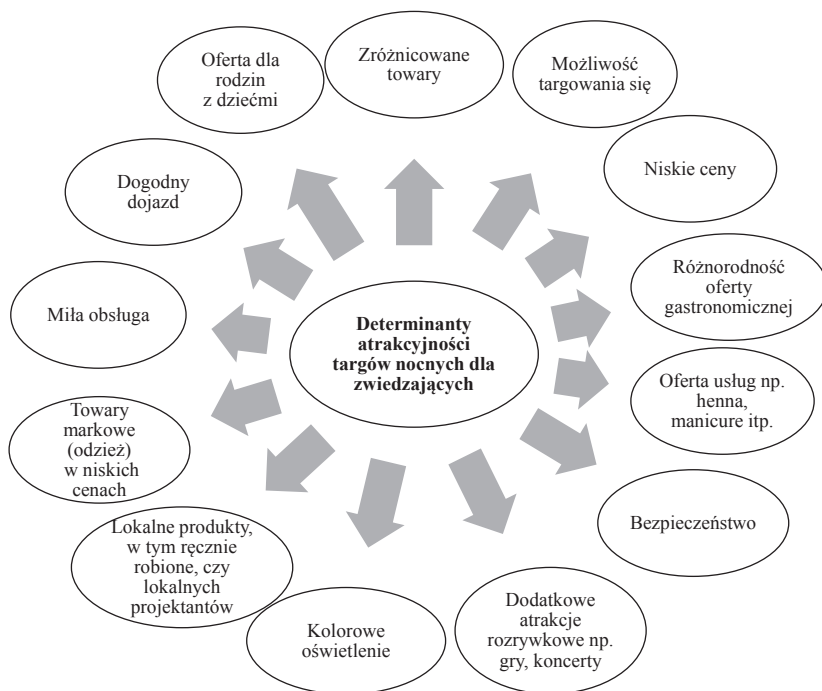 Zróżnicowane
towary
Możliwość
targowania się
Niskie ceny
Różnorodność
oferty
gastronomicznej
Oferta usług np.
henna,
manicure itp.
Bezpieczeństwo
Dodatkowe
atrakcje
rozrywkowe np.
gry, koncerty
Kolorowe
oświetlenie
Lokalne produkty,
w tym ręcznie
robione, czy
lokalnych
projektantów
Towary
markowe
(odzież)
w niskich
cenach
Miła obsługa
Dogodny
dojazd
Oferta dla
rodzin
z dziećmi
Determinanty
atrakcyjności
targów nocnych dla
zwiedzających